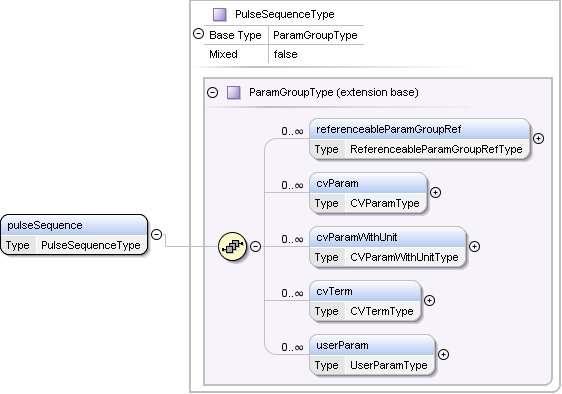 PulseSequenceType
Base Type ParamGroupType
Mixed false
ParamGroupType (extension base)
0..∞ referenceableParamGroupRef
Type ReferenceableParamGroupRefType
0..∞ cvParam
Type CVParamType
pulseSequence
Type PulseSequenceType
0..∞ cvParamWithUnit
Type CVParamWithUnitType
0..∞ cvTerm
Type CVTermType
0..∞ userParam
Type UserParamType